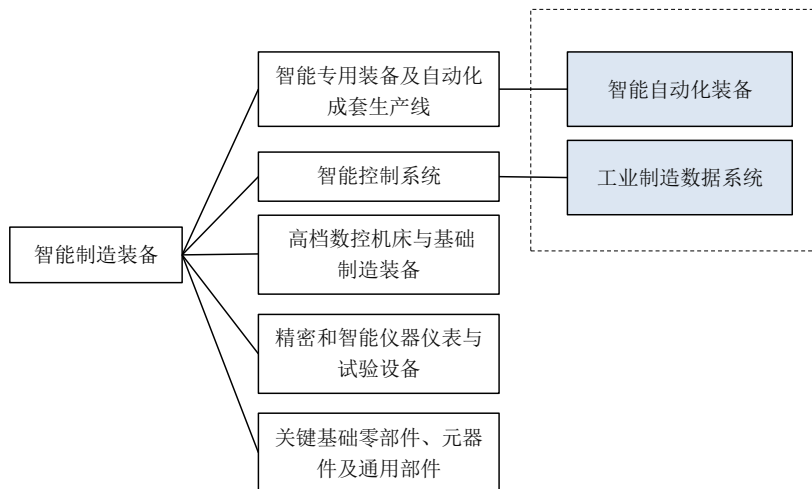 智能专用装备及自动化
成套生产线
智能自动化装备
智能控制系统
工业制造数据系统
智能制造装备
高档数控机床与基础
制造装备
精密和智能仪器仪表与
试验设备
关键基础零部件、元器
件及通用部件